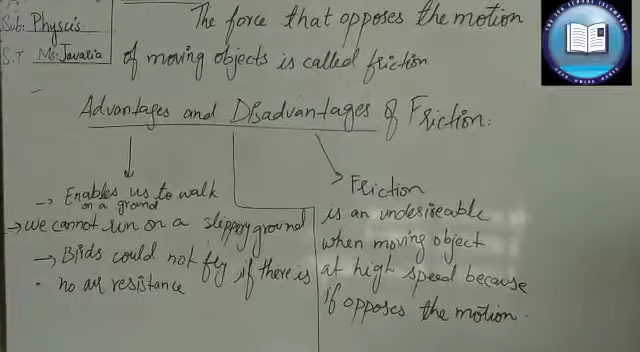 Sub: Physcis
S.T Ms. Javaria
The force that opposes the motion
of moving objects is called friction
Advantages and Disadvantages of Friction:
→ Enables us to walk
on a ground
→ we cannot run on a slippery ground
→ Birds could not fly if there is
no air resistance
Friction
is an undesireable
when moving object
at high speed because
if opposes the motion.